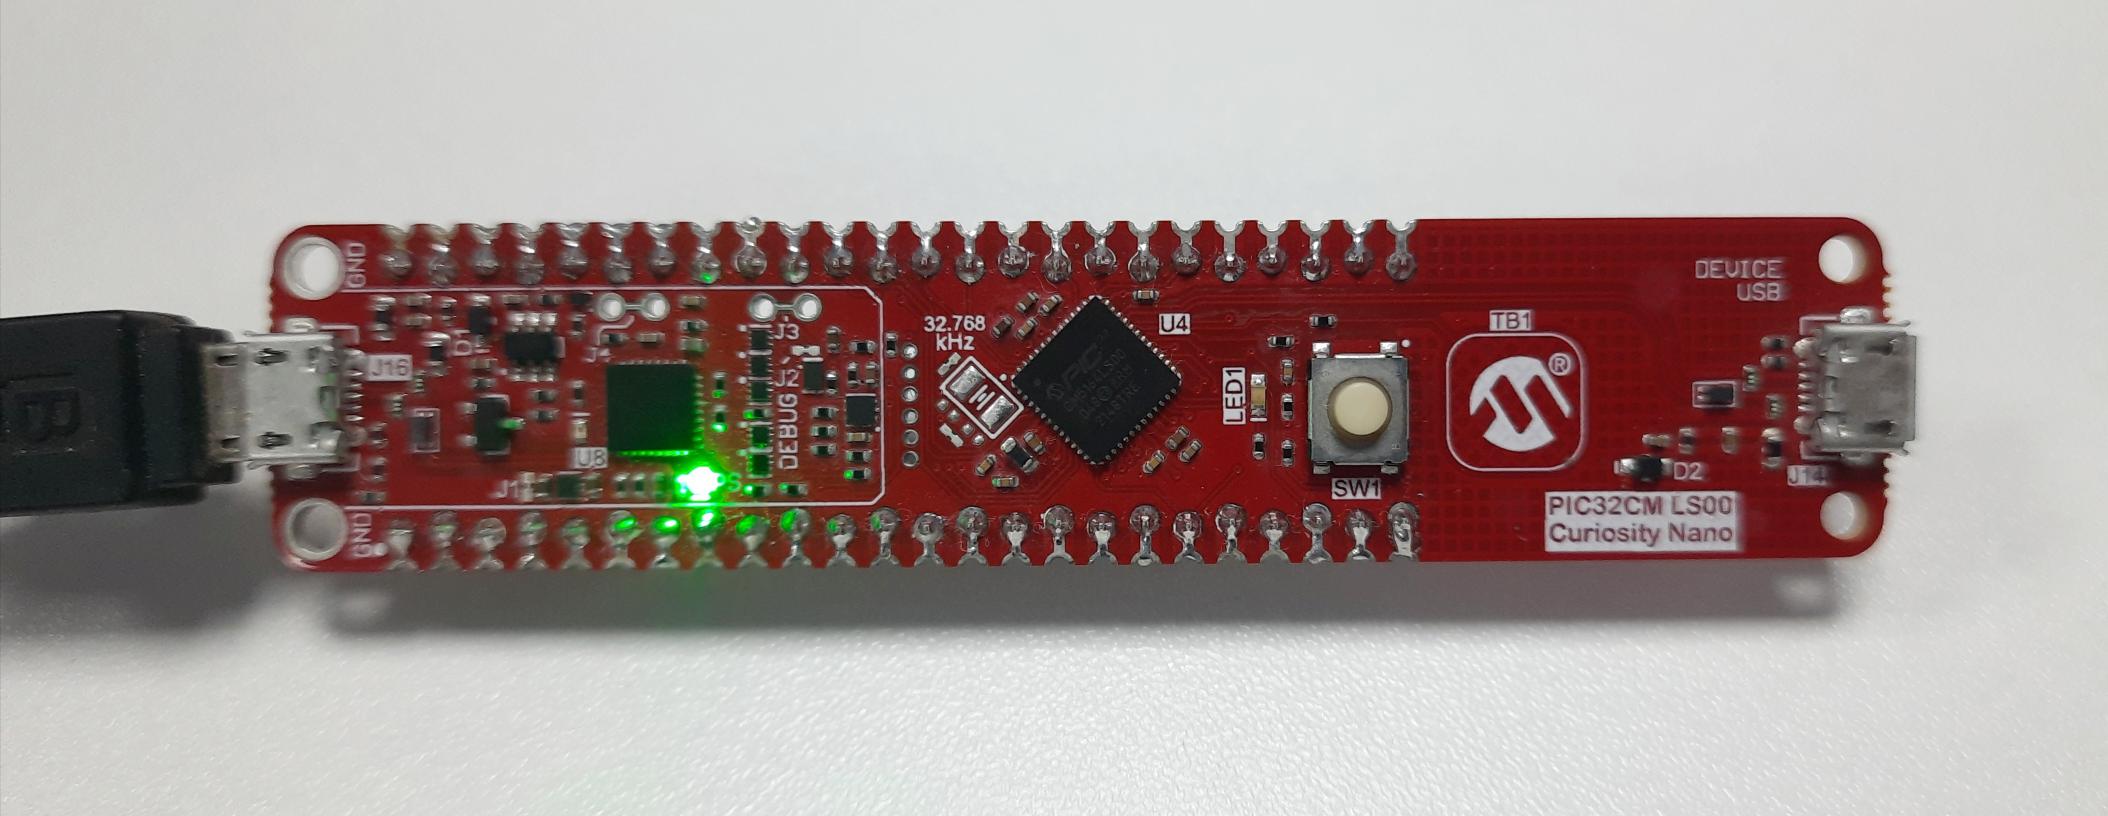 GND
J16
J4
U8
GND
J3
J2
DEBUG
32.768
kHz
U4
PIC
LED1
SW1
TB1
®
DEVICE
USB
D2
J14
PIC32CM LS00
Curiosity Nano
B